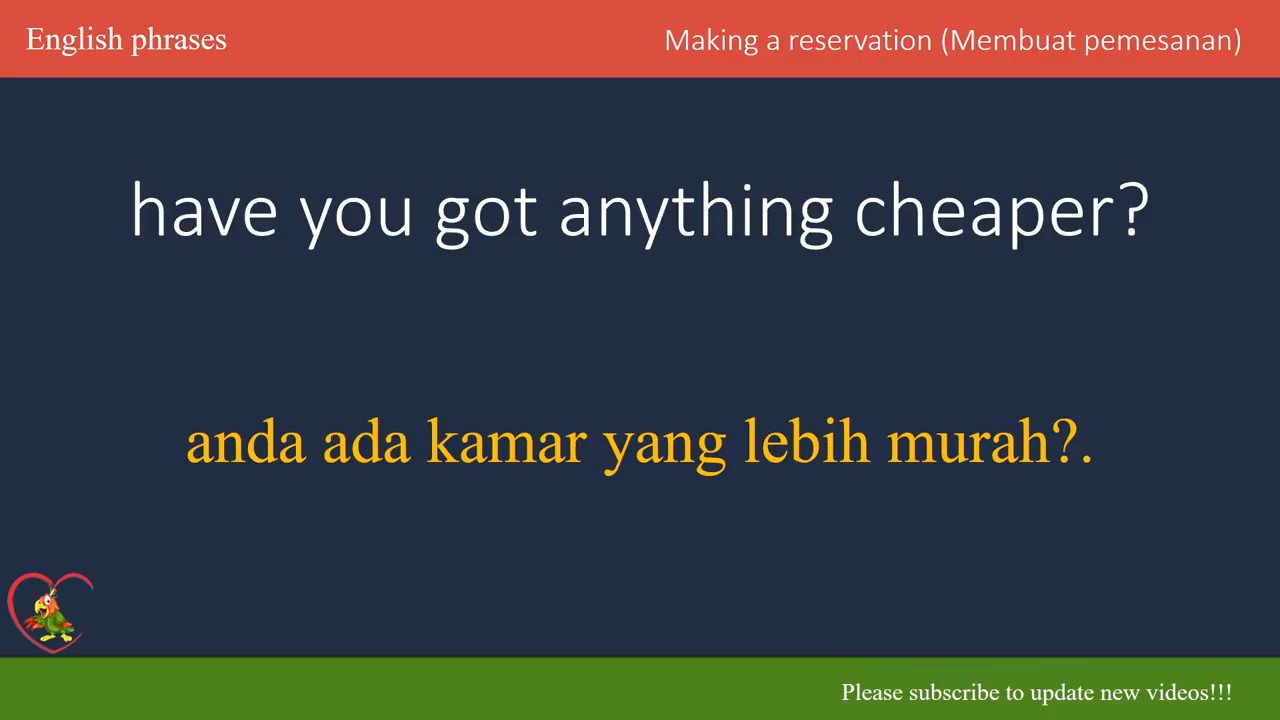 English phrases
Making a reservation (Membuat pemesanan)
have you got anything cheaper?
anda ada kamar yang lebih murah?.
Please subscribe to update new videos!!!